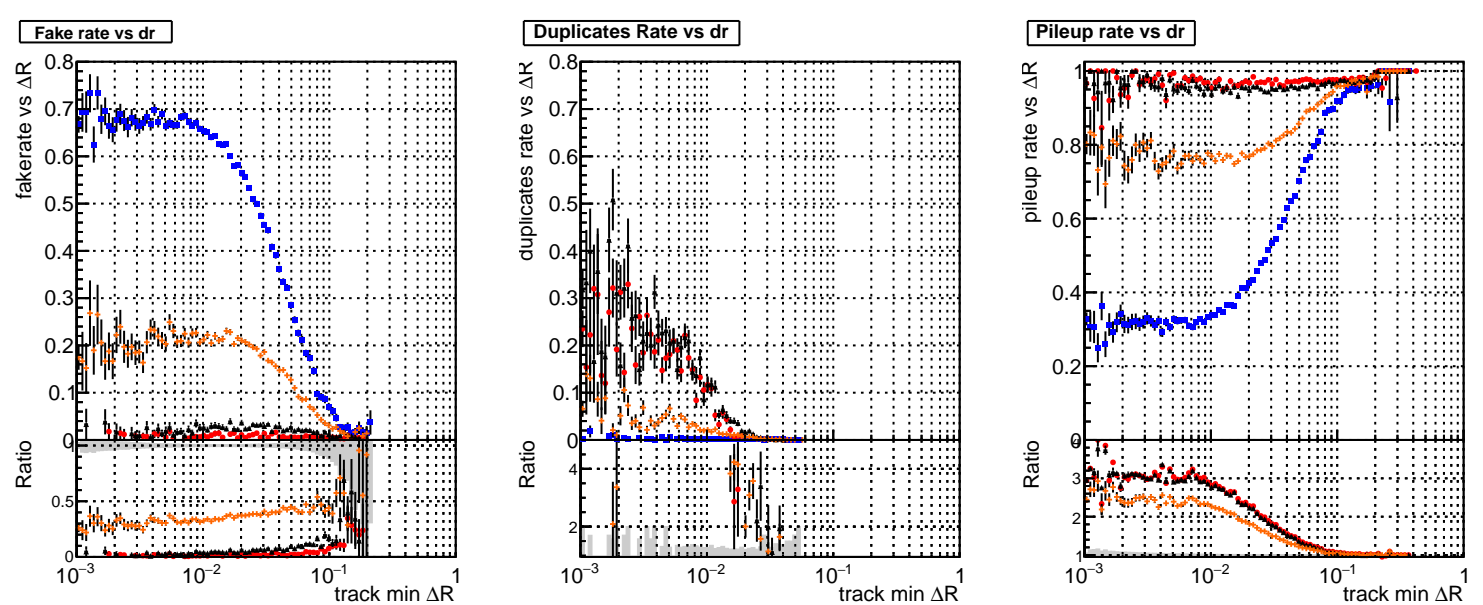 Fake rate vs dr
fakerate vs ΔR
0.8
0.7
0.6
0.5
0.4
0.3
0.2
0.1
0
Ratio
0.5
0
10⁻³ 10⁻² 10⁻¹ 1
track min ΔR
Duplicates Rate vs dr
duplicates rate vs ΔR
0.8
0.7
0.6
0.5
0.4
0.3
0.2
0.1
0
Ratio
4
2
10⁻³ 10⁻² 10⁻¹ 1
track min ΔR
Pileup rate vs dr
pileup rate vs ΔR
1
0.8
0.6
0.4
0.2
0
Ratio
3
2
1
10⁻³ 10⁻² 10⁻¹ 1
track min ΔR